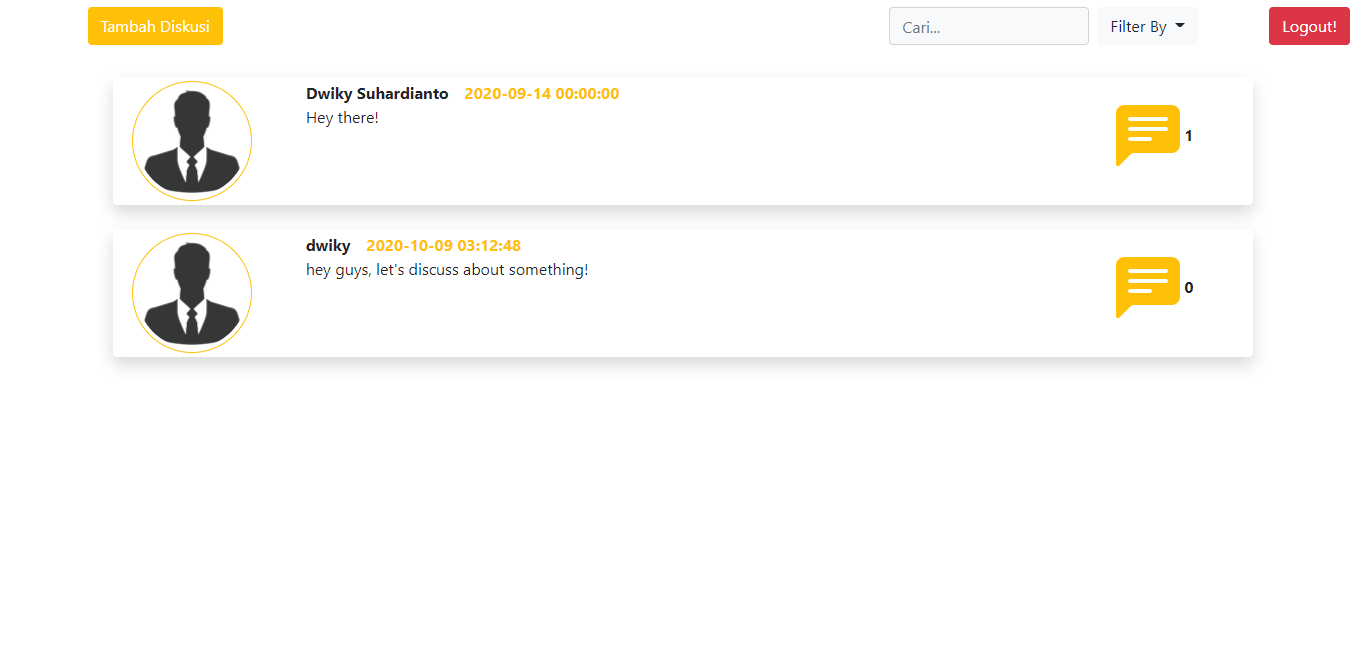 Tambah Diskusi
Cari...
Filter By
Logout!
Dwiky Suhardianto 2020-09-14 00:00:00
Hey there!
1
dwiky 2020-10-09 03:12:48
hey guys, let's discuss about something!
0